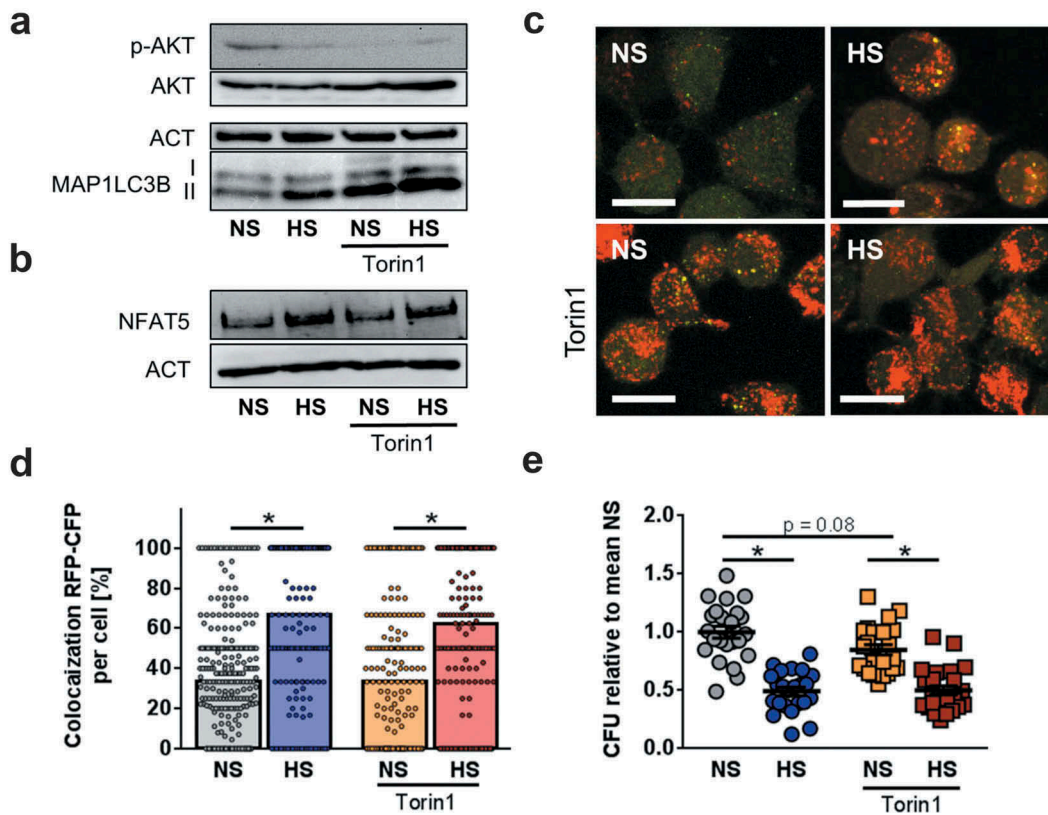 a
p-AKT
AKT
ACT
MAP1LC3B
I
II
NS HS NS HS
Torin1
b
NFAT5
ACT
NS HS NS HS
Torin1
c
NS
HS
NS
HS
Torin1
d
Colocaization RFP-CFP
per cell [%]
100
80
60
40
20
0
*
*
NS HS NS HS
Torin1
e
CFU relative to mean NS
2.0
1.5
1.0
0.5
0.0
p = 0.08
*
*
NS HS NS HS
Torin1